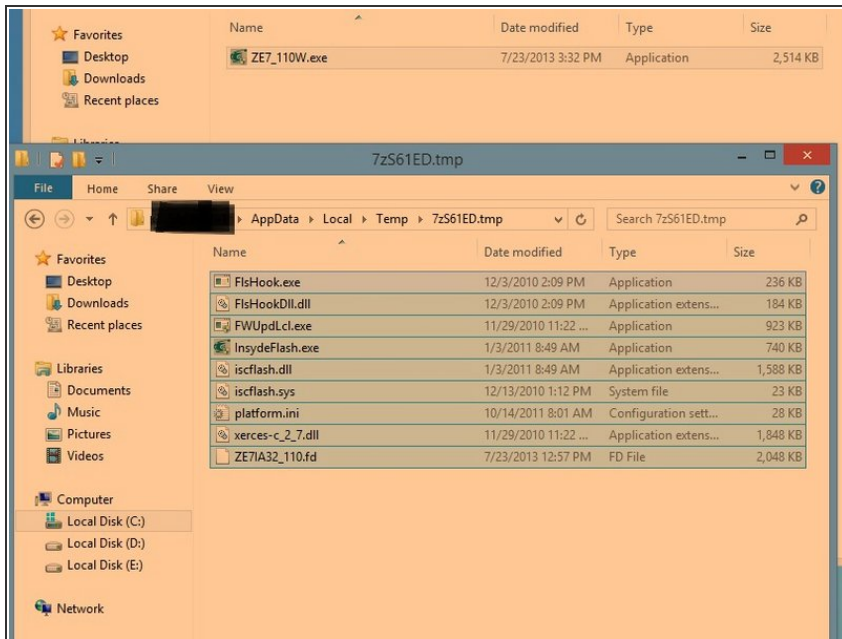 Name Date modified Type Size
Favorites
Desktop
Downloads
Recent places
ZE7_110W.exe 7/23/2013 3:32 PM Application 2,514 KB
Libraries
7zS61ED.tmp
File Home Share View
AppData Local Temp 7zS61ED.tmp Search 7zS61ED.tmp
Favorites
Desktop
Downloads
Recent places
Libraries
Documents
Music
Pictures
Videos
Computer
Local Disk (C:)
Local Disk (D:)
Local Disk (E:)
Network
Name Date modified Type Size
FlsHook.exe 12/3/2010 2:09 PM Application 236 KB
FlsHookDll.dll 12/3/2010 2:09 PM Application extens... 184 KB
FWUpdLcl.exe 11/29/2010 11:22 ... Application 923 KB
InsydeFlash.exe 1/3/2011 8:49 AM Application 740 KB
iscflash.dll 1/3/2011 8:49 AM Application extens... 1,588 KB
iscflash.sys 12/13/2010 1:12 PM System file 23 KB
platform.ini 10/14/2011 8:01 AM Configuration sett... 28 KB
xerces-c_2_7.dll 11/29/2010 11:22 ... Application extens... 1,848 KB
ZE7IA32_110.fd 7/23/2013 12:57 PM FD File 2,048 KB